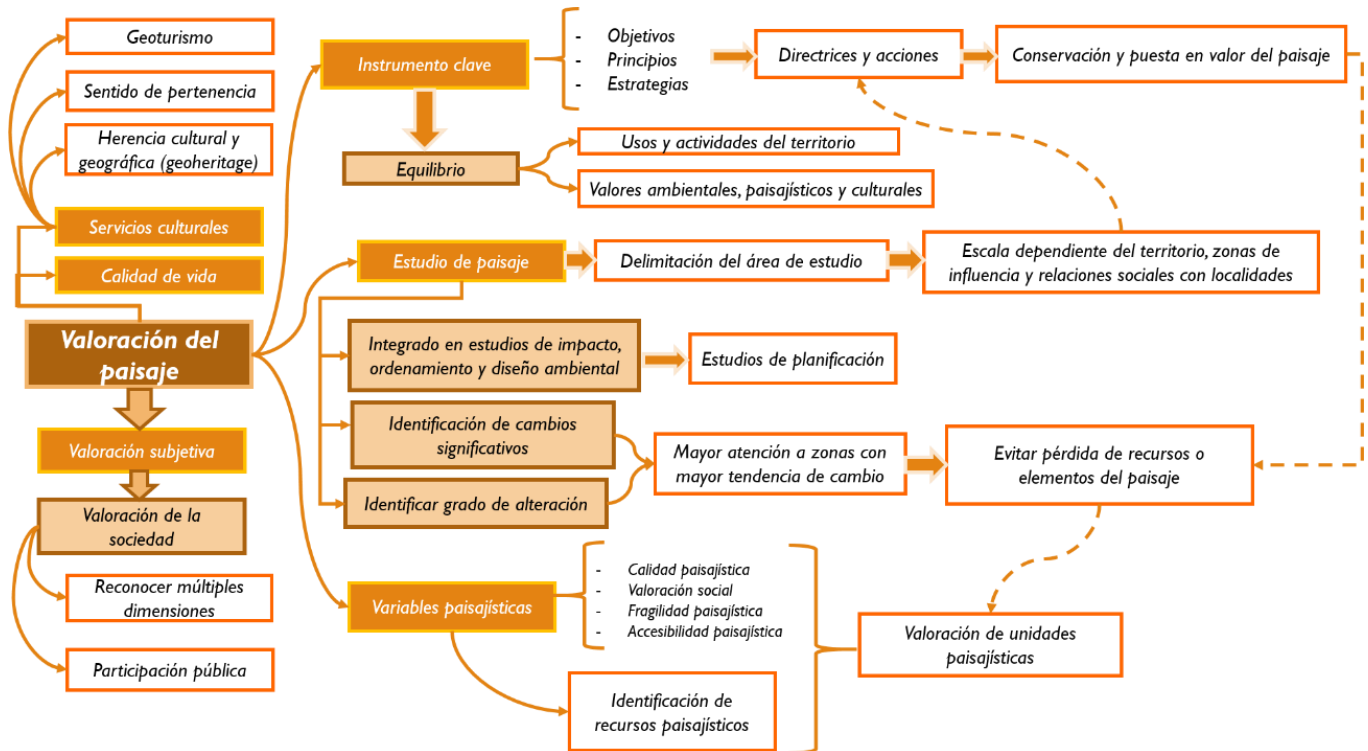 Geoturismo
Sentido de pertenencia
Herencia cultural y
geográfica (geoheritage)
Servicios culturales
Calidad de vida
Valoración del
paisaje
Valoración subjetiva
Valoración de la
sociedad
Reconocer múltiples
dimensiones
Participación pública
Instrumento clave
- Objetivos
- Principios
- Estrategias
Directrices y acciones
Conservación y puesta en valor del paisaje
Equilibrio
Usos y actividades del territorio
Valores ambientales, paisajísticos y culturales
Estudio de paisaje
Delimitación del área de estudio
Escala dependiente del territorio, zonas de
influencia y relaciones sociales con localidades
Integrado en estudios de impacto,
ordenamiento y diseño ambiental
Estudios de planificación
Identificación de cambios
significativos
Identificar grado de alteración
Mayor atención a zonas con
mayor tendencia de cambio
Evitar pérdida de recursos o
elementos del paisaje
Variables paisajísticas
- Calidad paisajística
- Valoración social
- Fragilidad paisajística
- Accesibilidad paisajística
Identificación de
recursos paisajísticos
Valoración de unidades
paisajísticas